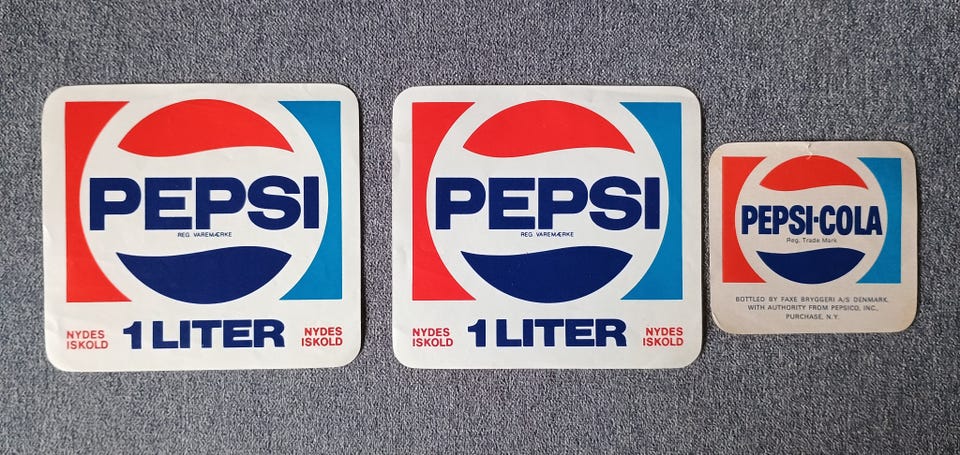 PEPSI
REG. VAREMÆRKE
NYDES
ISKOLD
1 LITER
NYDES
ISKOLD
PEPSI
REG. VAREMÆRKE
NYDES
ISKOLD
1 LITER
NYDES
ISKOLD
PEPSI-COLA
Reg. Trade Mark
BOTTLED BY FAXE BRYGGERI A/S DENMARK,
WITH AUTHORITY FROM PEPSICO, INC.,
PURCHASE, N.Y.